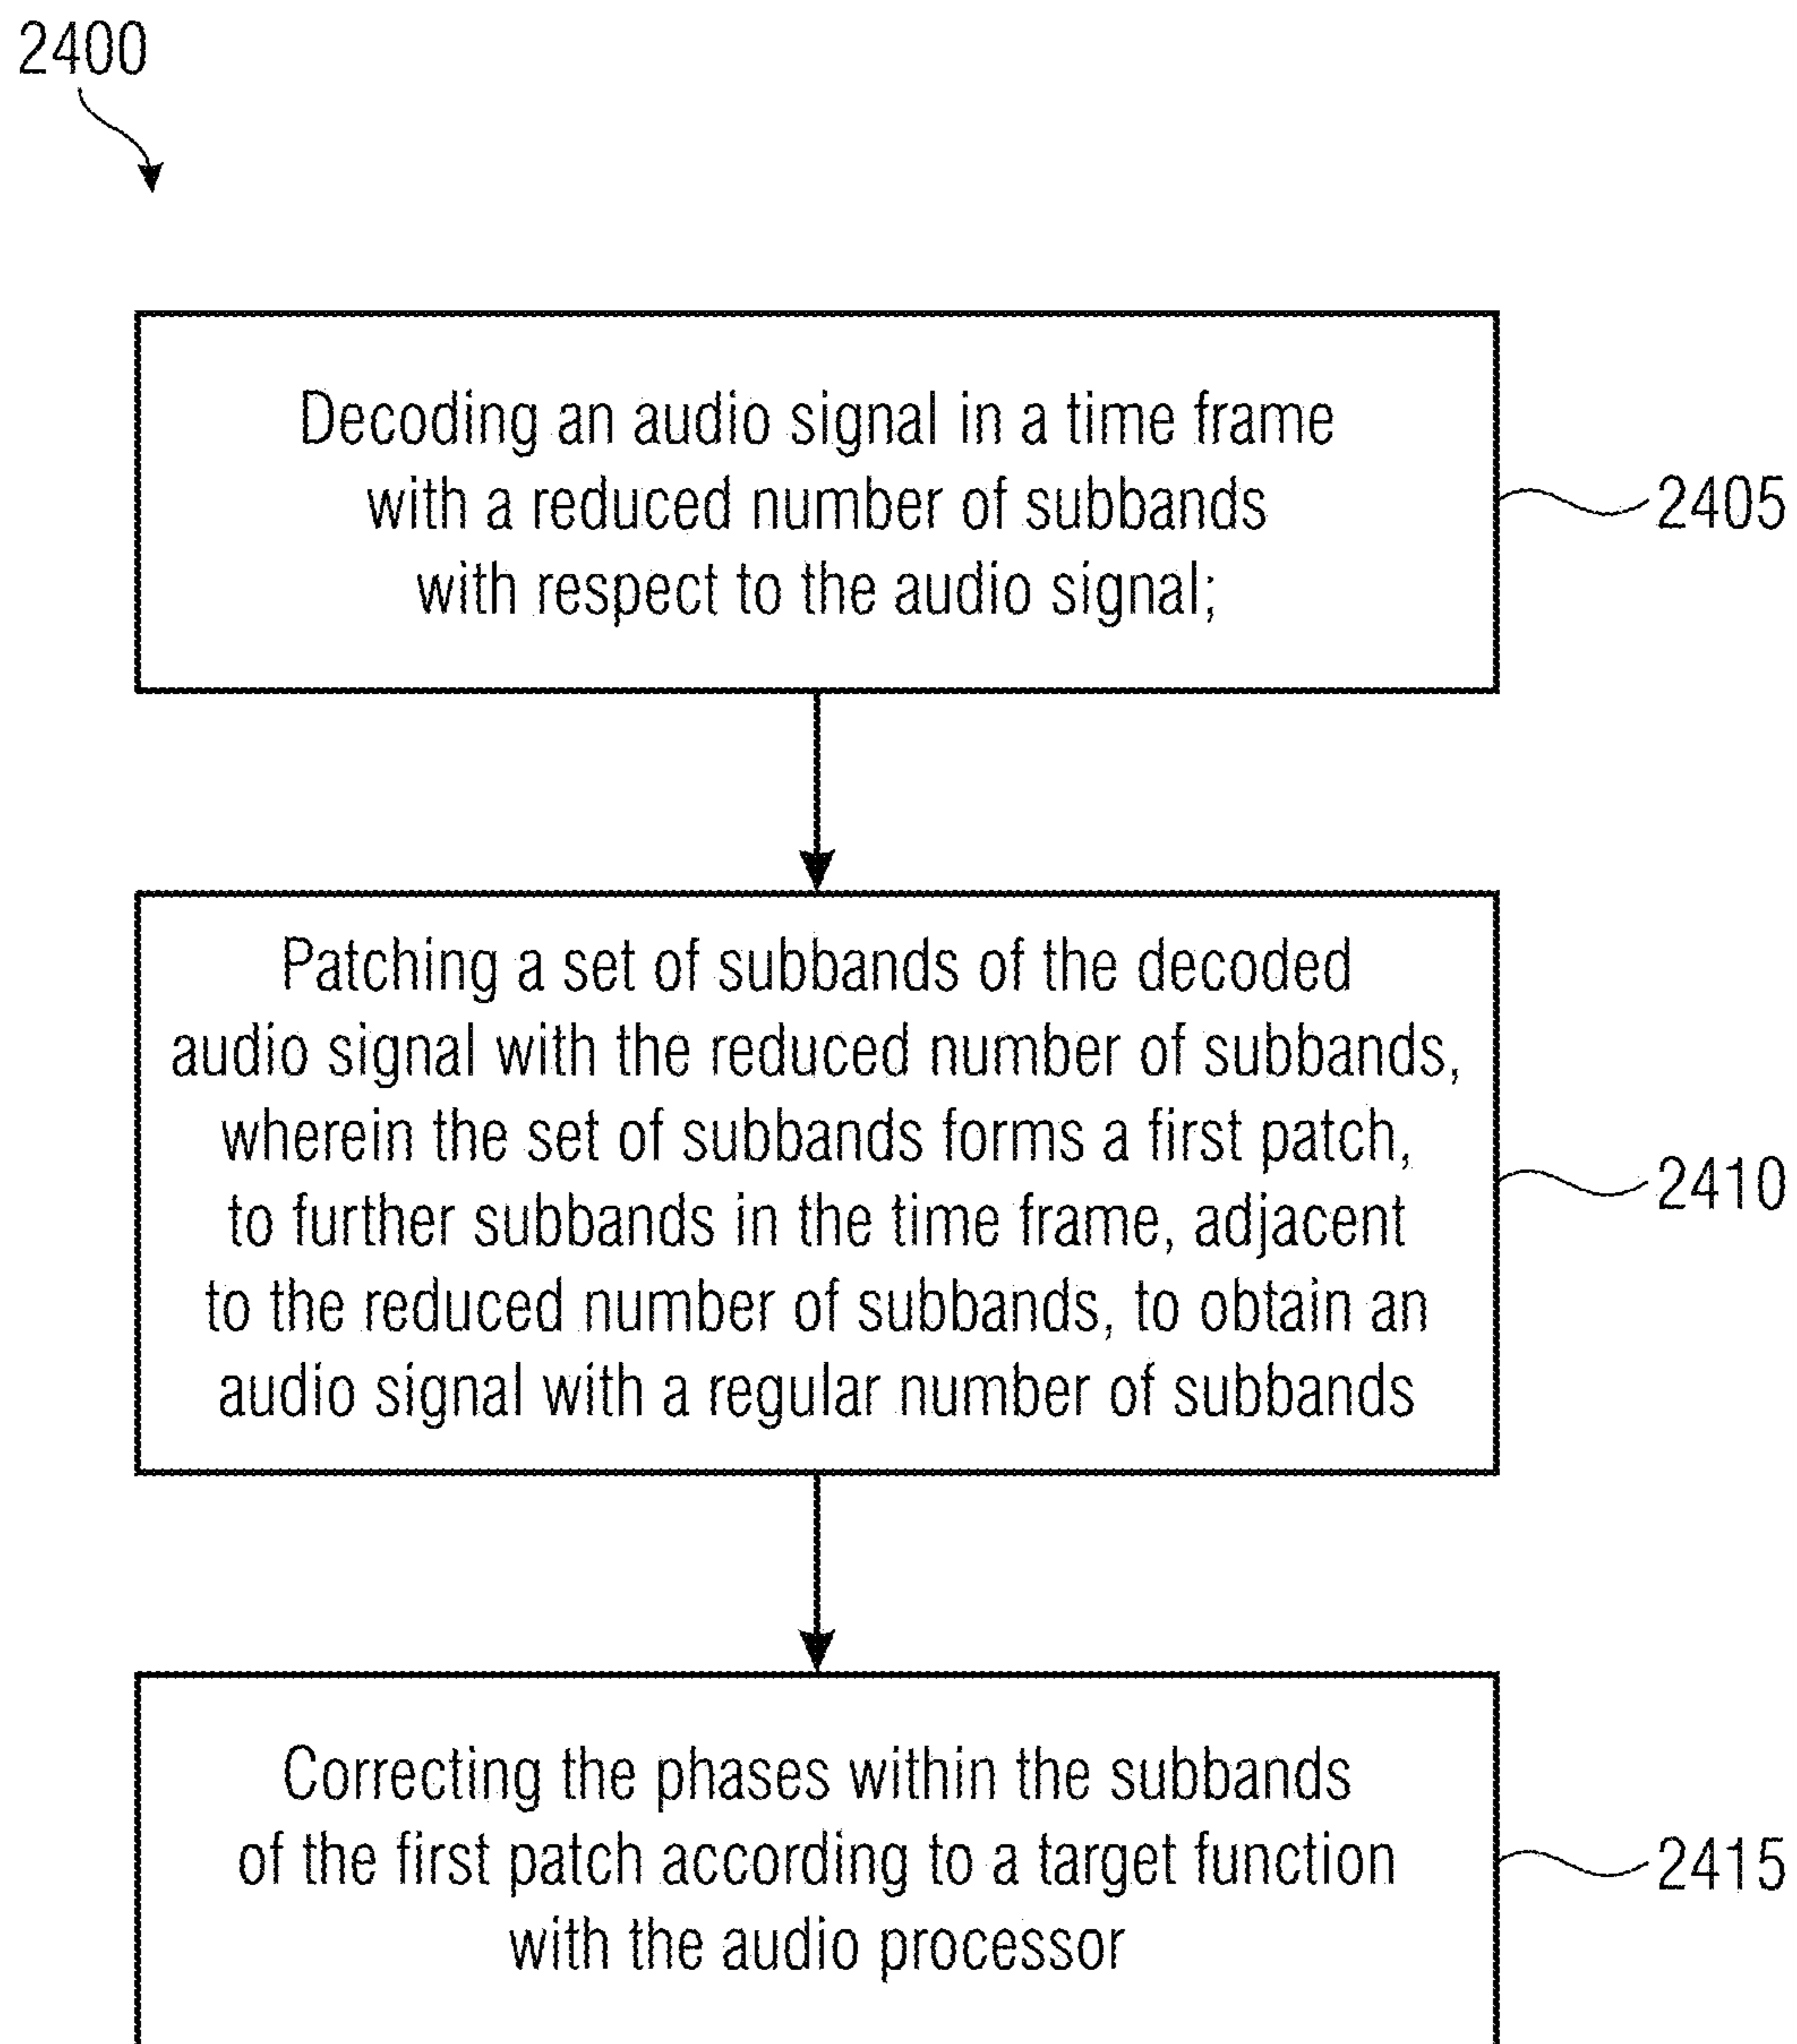 2400
Decoding an audio signal in a time frame
with a reduced number of subbands
with respect to the audio signal;
2405
Patching a set of subbands of the decoded
audio signal with the reduced number of subbands,
wherein the set of subbands forms a first patch,
to further subbands in the time frame, adjacent
to the reduced number of subbands, to obtain an
audio signal with a regular number of subbands
2410
Correcting the phases within the subbands
of the first patch according to a target function
with the audio processor
2415